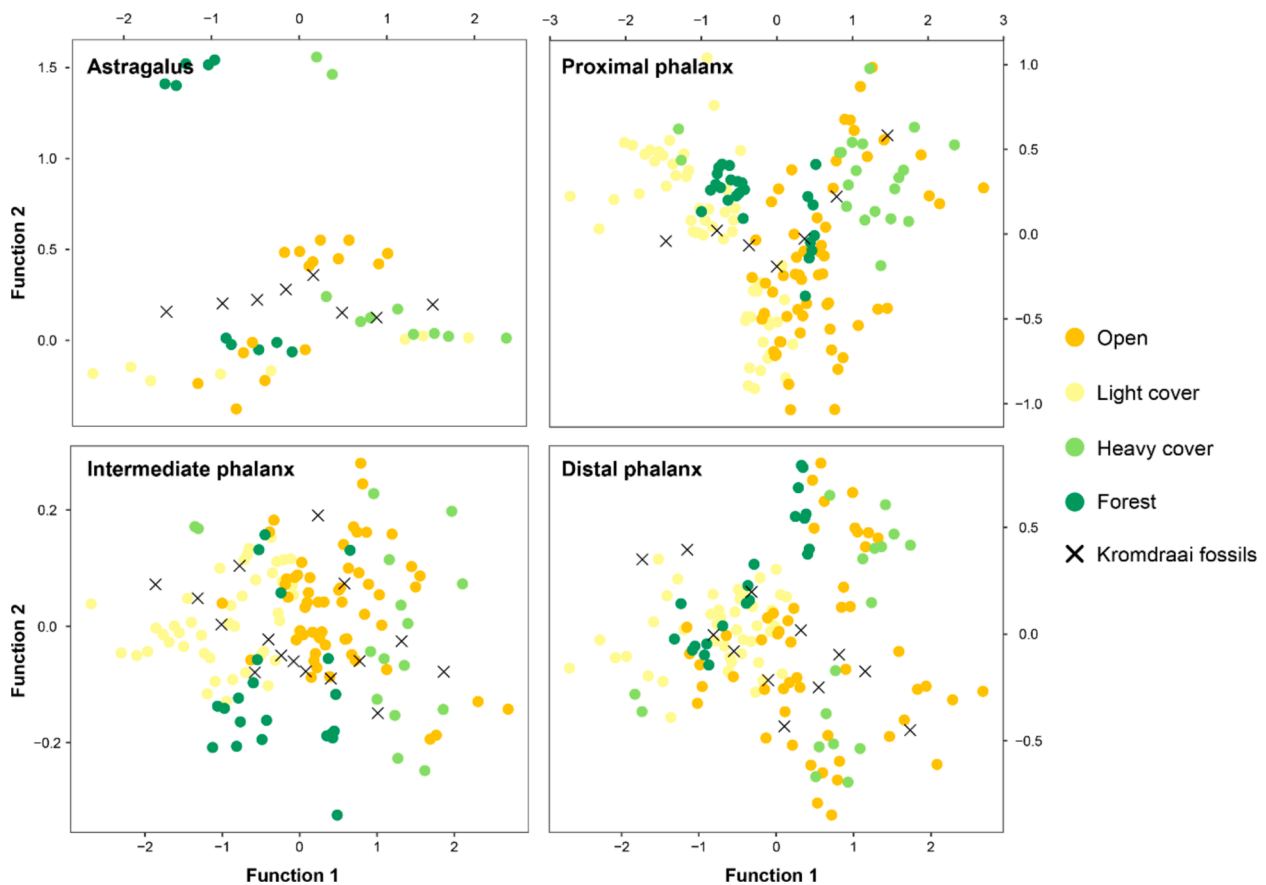 −2 −1 0 1 2 −3 −2 −1 0 1 2 3
Astragalus
1.5
1.0
0.5
0.0
Function 2
Proximal phalanx
1.0
0.5
0.0
−0.5
−1.0
Intermediate phalanx
0.2
0.0
−0.2
Function 2
−2 −1 0 1 2
Function 1
Distal phalanx
0.5
0.0
−0.5
−2 −1 0 1 2
Function 1
Open
Light cover
Heavy cover
Forest
Kromdraai fossils